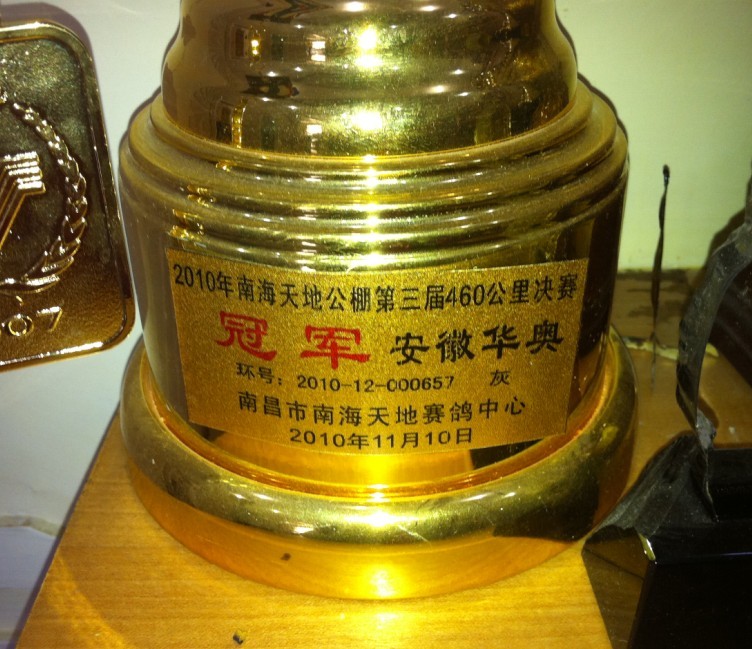 2010年南海天地公棚第三届460公里决赛
冠军 安徽华奥
环号：2010-12-000657 灰
南昌市南海天地赛鸽中心
2010年11月10日